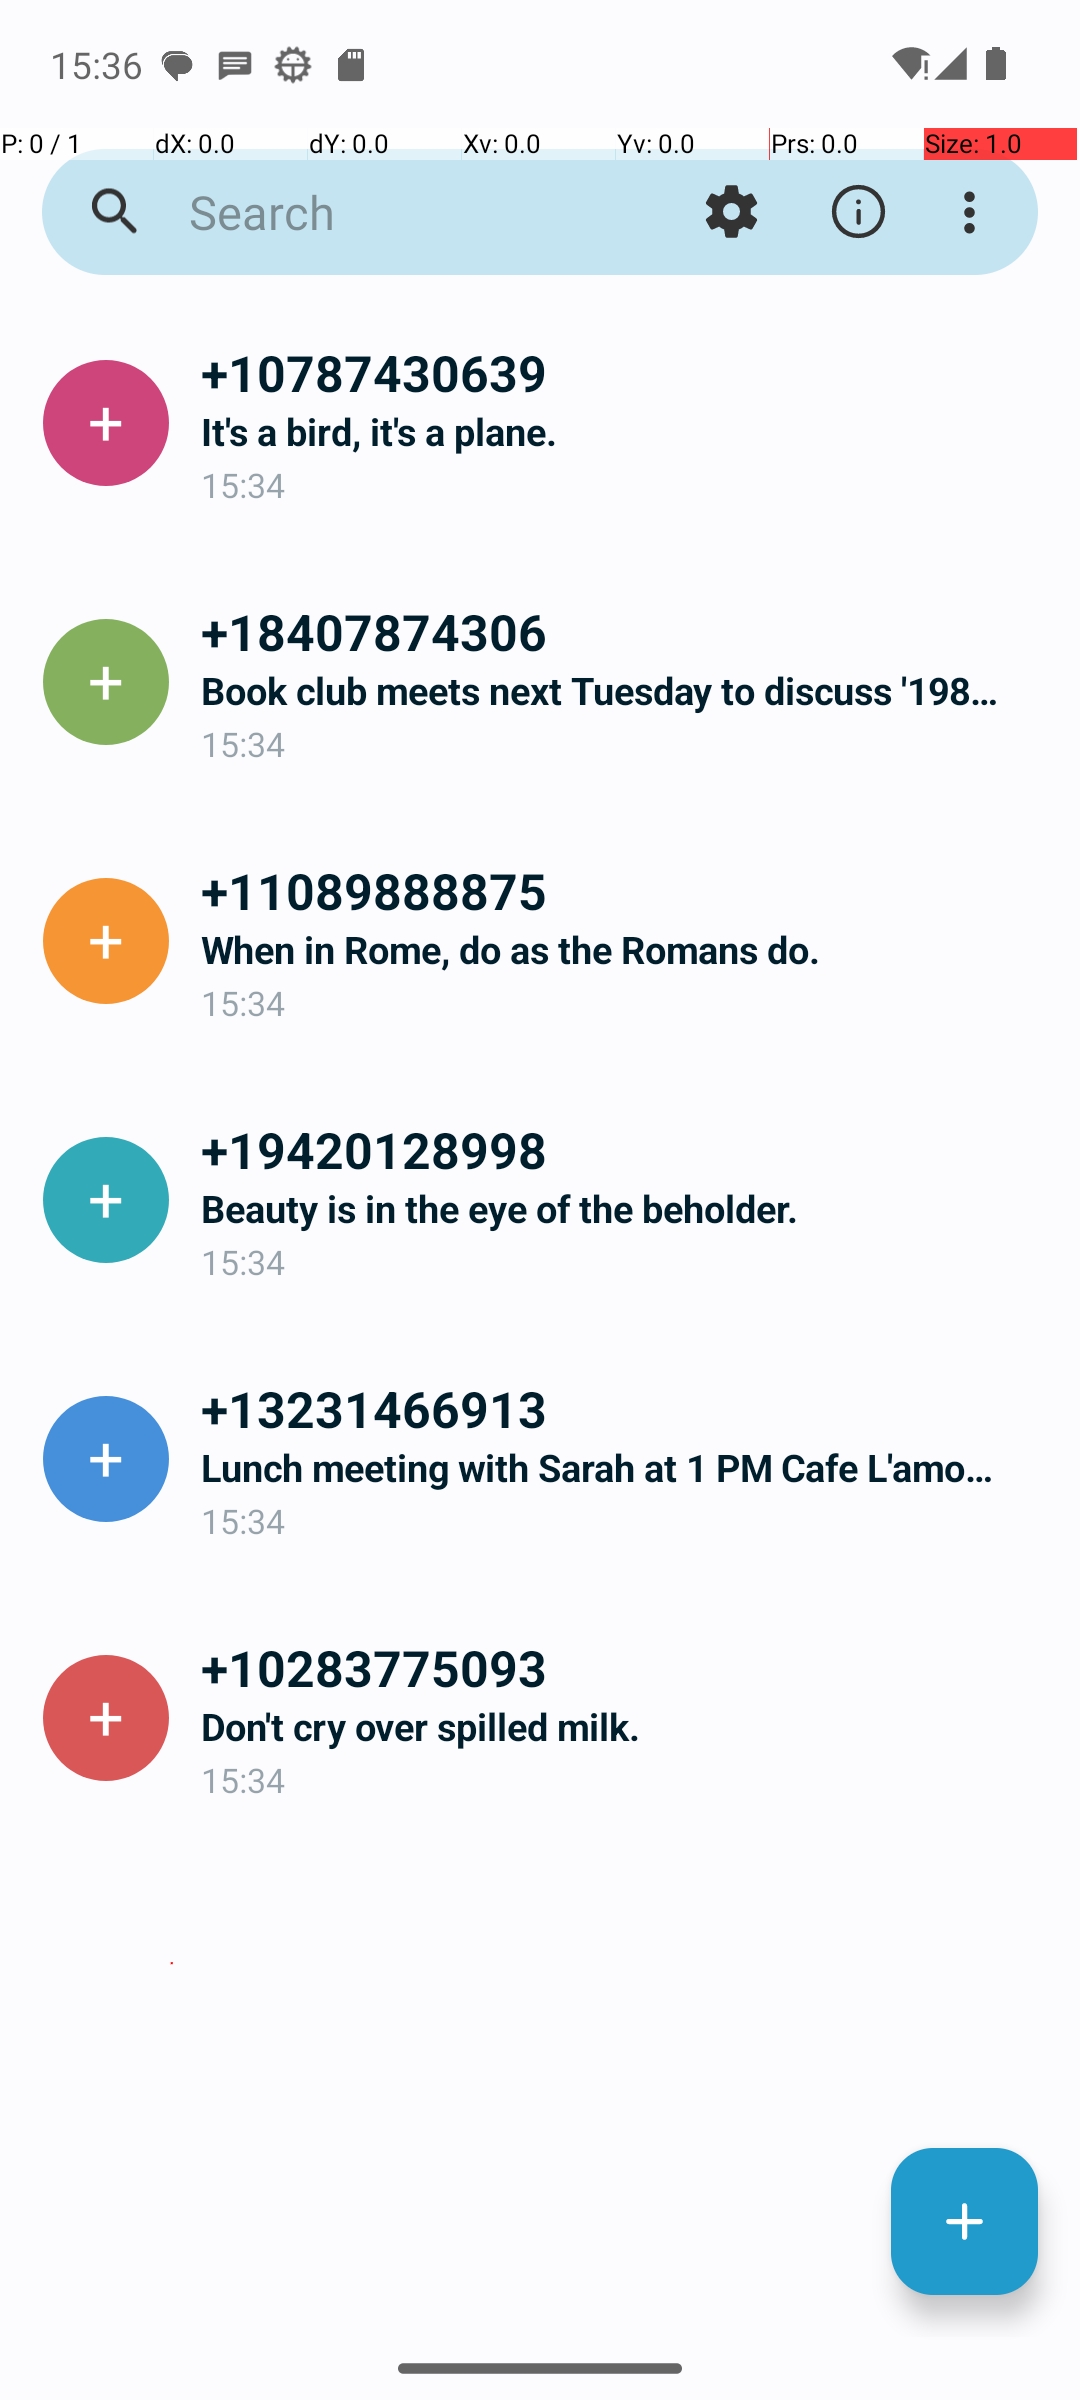 15:36
P: 0 / 1 dX: 0.0 dY: 0.0 Xv: 0.0 Yv: 0.0 Prs: 0.0 Size: 1.0
Search
+10787430639
It's a bird, it's a plane.
15:34
+18407874306
Book club meets next Tuesday to discuss '198...
15:34
+11089888875
When in Rome, do as the Romans do.
15:34
+19420128998
Beauty is in the eye of the beholder.
15:34
+13231466913
Lunch meeting with Sarah at 1 PM Cafe L'amo...
15:34
+10283775093
Don't cry over spilled milk.
15:34